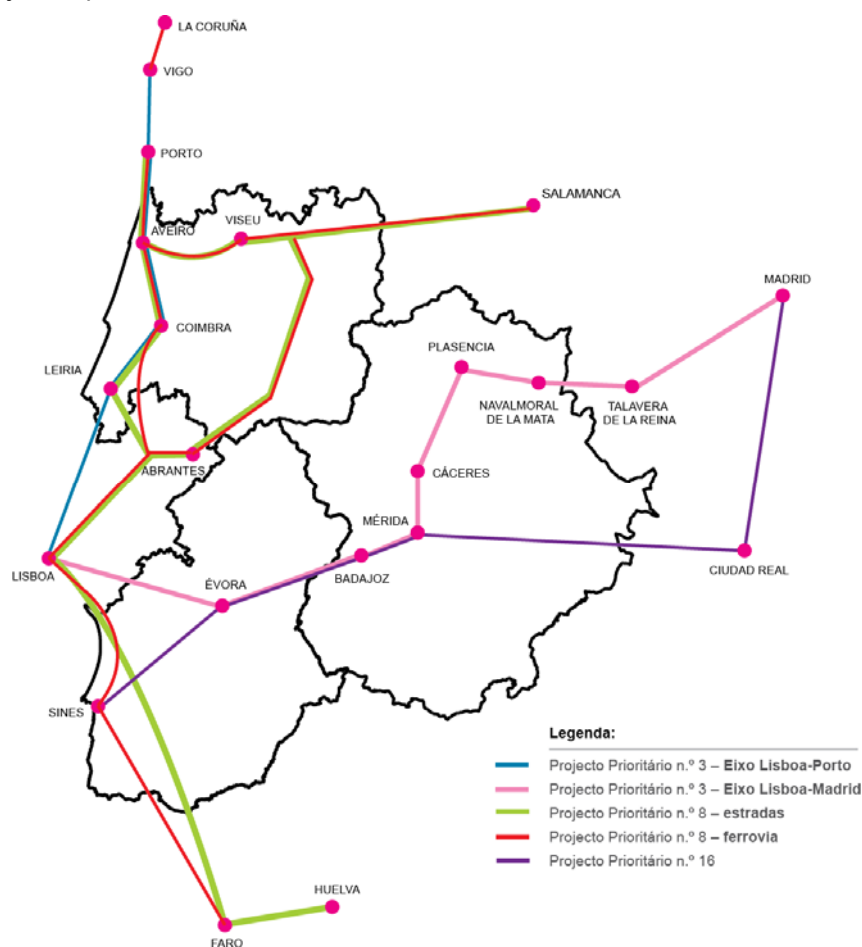 LA CORUÑA
VIGO
PORTO
SALAMANCA
VISEU
AVEIRO
MADRID
COIMBRA
PLASENCIA
LEIRIA
NAVALMORAL
DE LA MATA
TALAVERA
DE LA REINA
ABRANTES
CÁCERES
MÉRIDA
LISBOA
ÉVORA
BADAJOZ
CIUDAD REAL
SINES
Legenda:
Projecto Prioritário n.º 3 – Eixo Lisboa-Porto
Projecto Prioritário n.º 3 – Eixo Lisboa-Madrid
Projecto Prioritário n.º 8 – estradas
Projecto Prioritário n.º 8 – ferrovia
Projecto Prioritário n.º 16
HUELVA
FARO